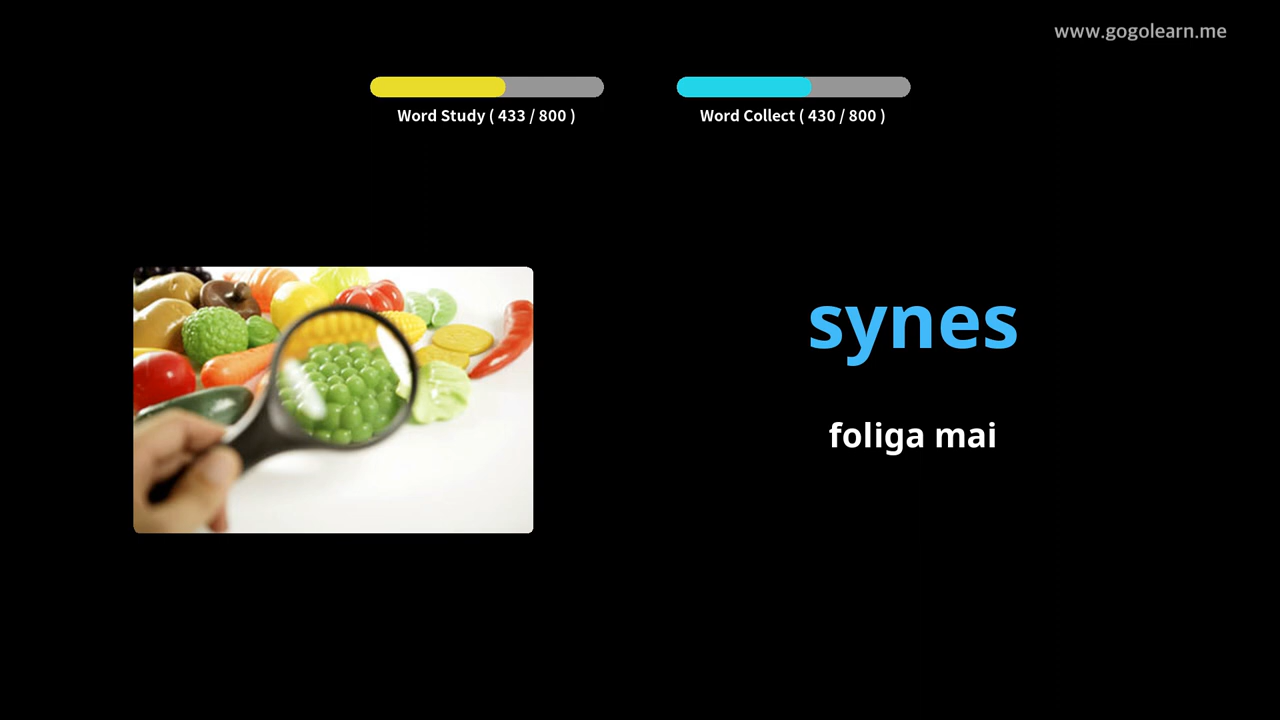 www.gogolearn.me
Word Study ( 433 / 800 )
Word Collect ( 430 / 800 )
synes
foliga mai